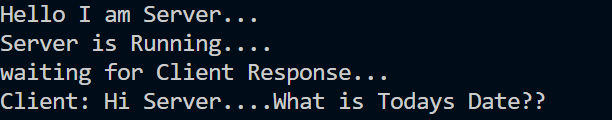 Hello I am Server...
Server is Running....
waiting for Client Response...
Client: Hi Server....What is Todays Date??